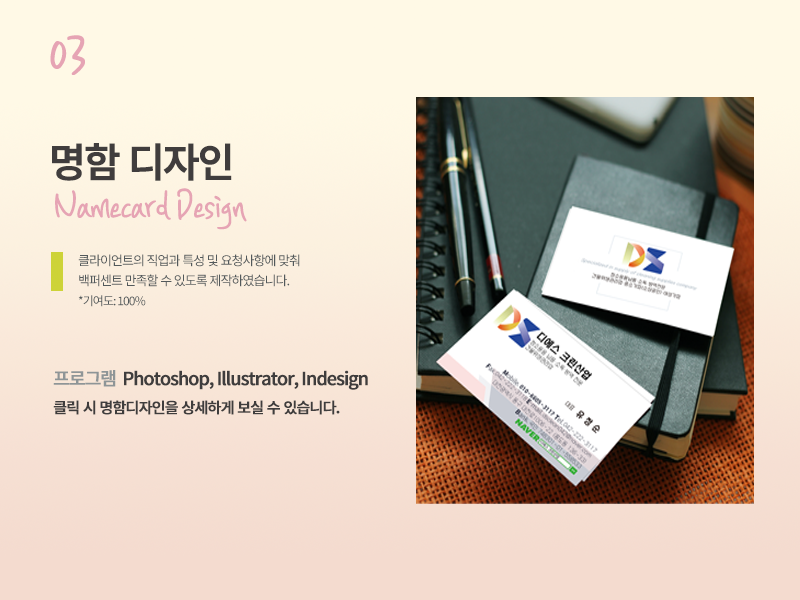 03
명함 디자인
Namecard Design
클라이언트의 직업과 특성 및 요청사항에 맞춰
백퍼센트 만족할 수 있도록 제작하였습니다.
*기여도: 100%
프로그램 Photoshop, Illustrator, Indesign
클릭 시 명함디자인을 상세하게 보실 수 있습니다.
DS
DS
디에스 크린산업
대표 유청순
NAVER